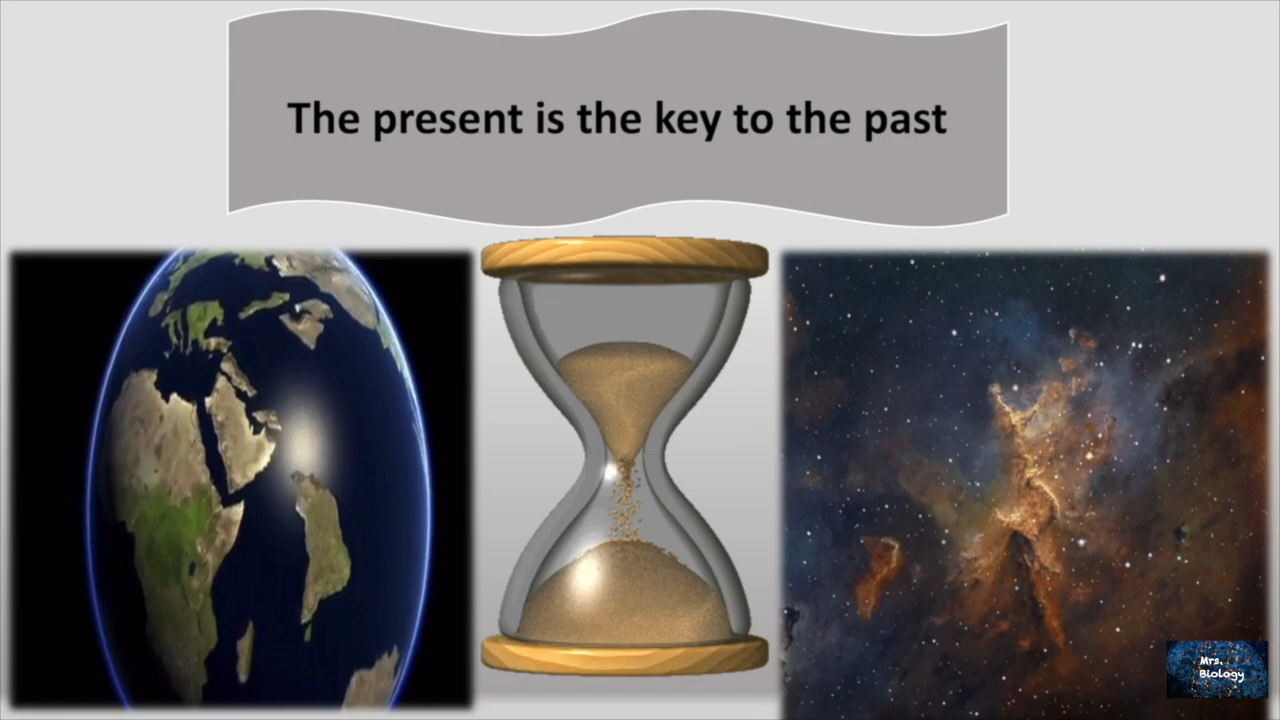 The present is the key to the past
Mrs.
Biology